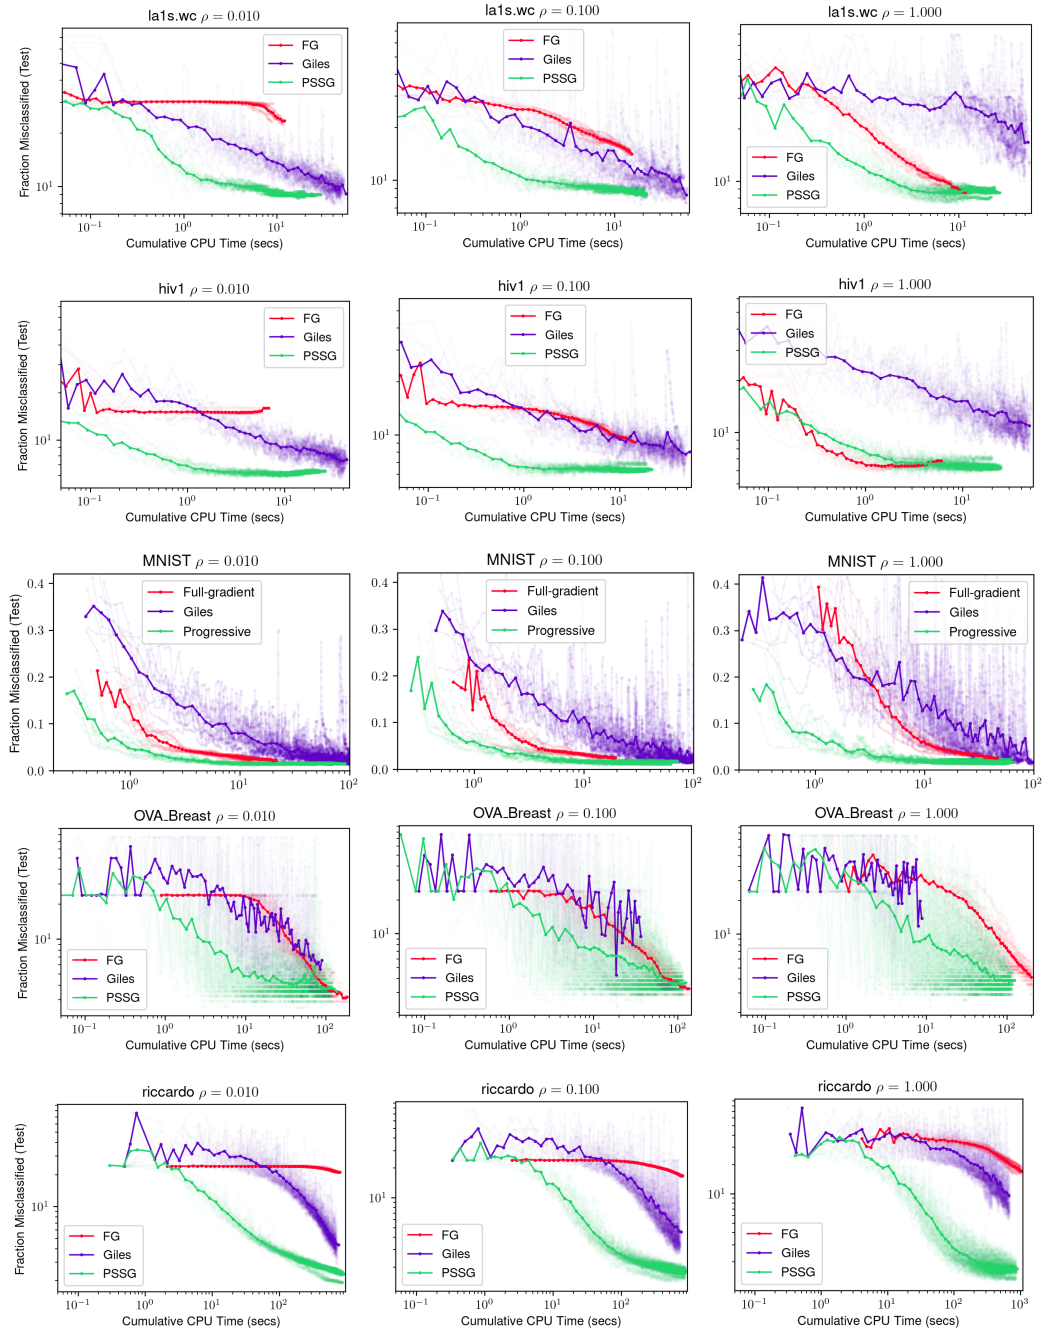 la1s.wc ρ = 0.010
Fraction Misclassified (Test)
FG
Giles
PSSG
10¹
10⁻¹ 10⁰ 10¹
Cumulative CPU Time (secs)
la1s.wc ρ = 0.100
FG
Giles
PSSG
10¹
10⁻¹ 10⁰ 10¹
Cumulative CPU Time (secs)
la1s.wc ρ = 1.000
FG
Giles
PSSG
10¹
10⁻¹ 10⁰ 10¹
Cumulative CPU Time (secs)
hiv1 ρ = 0.010
Fraction Misclassified (Test)
FG
Giles
PSSG
10¹
10⁻¹ 10⁰ 10¹
Cumulative CPU Time (secs)
hiv1 ρ = 0.100
FG
Giles
PSSG
10¹
10⁻¹ 10⁰ 10¹
Cumulative CPU Time (secs)
hiv1 ρ = 1.000
FG
Giles
PSSG
10¹
10⁻¹ 10⁰ 10¹
Cumulative CPU Time (secs)
MNIST ρ = 0.010
Fraction Misclassified (Test)
Full-gradient
Giles
Progressive
0.4
0.3
0.2
0.1
0.0
10⁰ 10¹ 10²
MNIST ρ = 0.100
Full-gradient
Giles
Progressive
0.4
0.3
0.2
0.1
0.0
10⁰ 10¹ 10²
MNIST ρ = 1.000
Full-gradient
Giles
Progressive
0.4
0.3
0.2
0.1
0.0
10⁰ 10¹ 10²
OVA_Breast ρ = 0.010
Fraction Misclassified (Test)
10¹
FG
Giles
PSSG
10⁻¹ 10⁰ 10¹ 10²
Cumulative CPU Time (secs)
OVA_Breast ρ = 0.100
10¹
FG
Giles
PSSG
10⁻¹ 10⁰ 10¹ 10²
Cumulative CPU Time (secs)
OVA_Breast ρ = 1.000
10¹
FG
Giles
PSSG
10⁻¹ 10⁰ 10¹ 10²
Cumulative CPU Time (secs)
riccardo ρ = 0.010
Fraction Misclassified (Test)
10¹
FG
Giles
PSSG
10⁻¹ 10⁰ 10¹ 10²
Cumulative CPU Time (secs)
riccardo ρ = 0.100
10¹
FG
Giles
PSSG
10⁻¹ 10⁰ 10¹ 10²
Cumulative CPU Time (secs)
riccardo ρ = 1.000
10¹
FG
Giles
PSSG
10⁻¹ 10⁰ 10¹ 10² 10³
Cumulative CPU Time (secs)